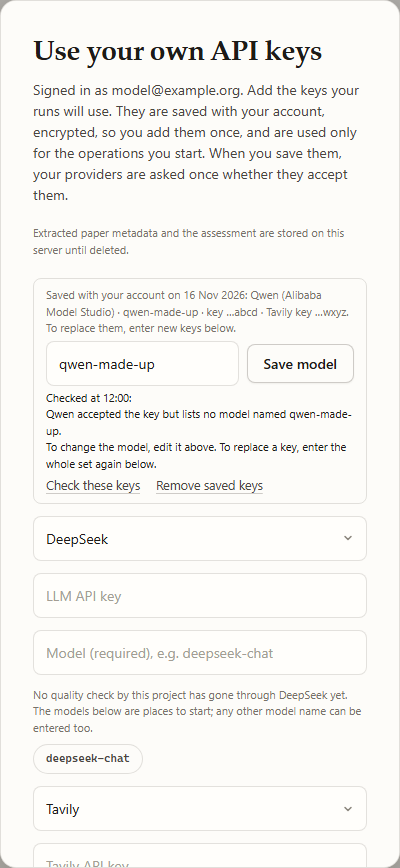 Use your own API keys
Signed in as model@example.org. Add the keys your
runs will use. They are saved with your account,
encrypted, so you add them once, and are used only
for the operations you start. When you save them,
your providers are asked once whether they accept
them.
Extracted paper metadata and the assessment are stored on this
server until deleted.
Saved with your account on 16 Nov 2026: Qwen (Alibaba
Model Studio) · qwen-made-up · key …abcd · Tavily key …wxyz.
To replace them, enter new keys below.
qwen-made-up
Save model
Checked at 12:00:
Qwen accepted the key but lists no model named qwen-made-
up.
To change the model, edit it above. To replace a key, enter the
whole set again below.
Check these keys Remove saved keys
DeepSeek
LLM API key
Model (required), e.g. deepseek-chat
No quality check by this project has gone through DeepSeek yet.
The models below are places to start; any other model name can be
entered too.
deepseek-chat
Tavily
Tavily API key